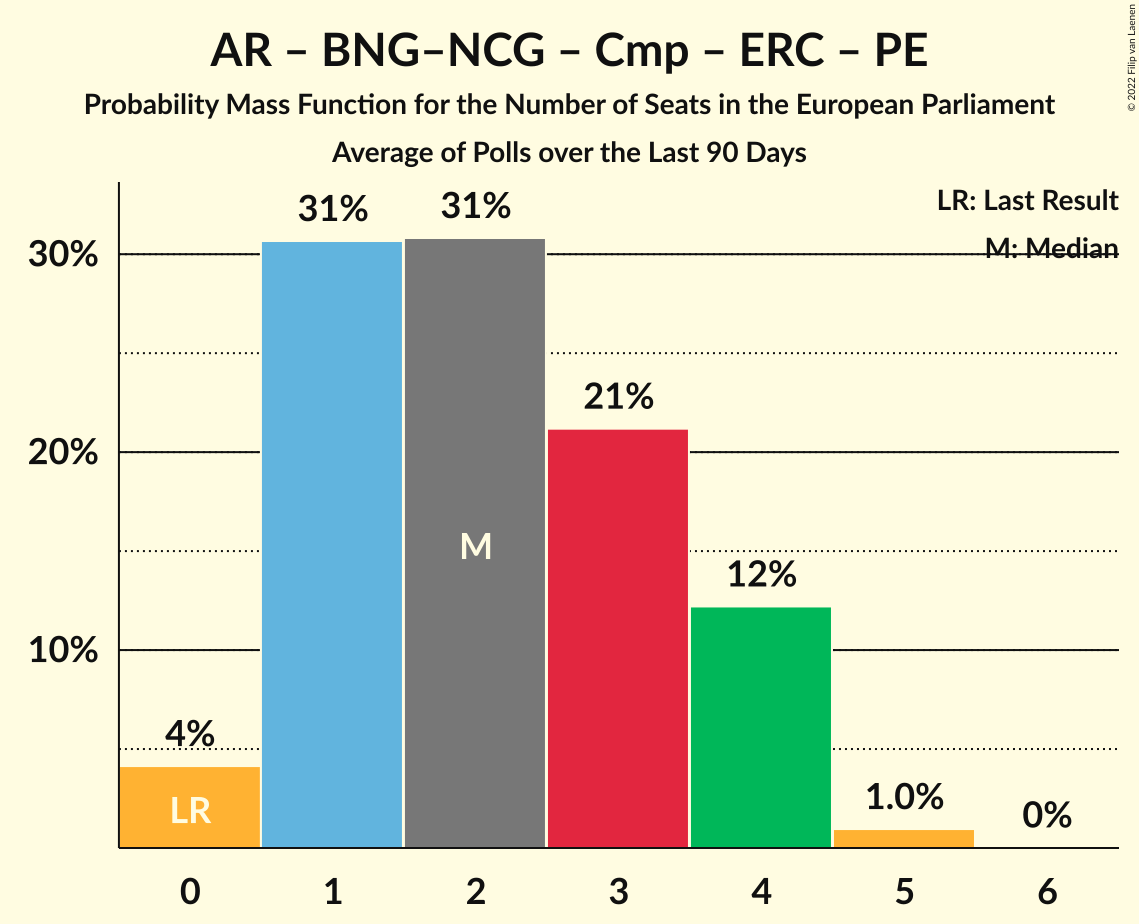 AR – BNG–NCG – Cmp – ERC – PE
Probability Mass Function for the Number of Seats in the European Parliament
Average of Polls over the Last 90 Days
© 2022 Filip van Laenen
LR: Last Result
M: Median
30%
20%
10%
4%
31%
31%
21%
12%
1.0%
0%
LR
M
0 1 2 3 4 5 6